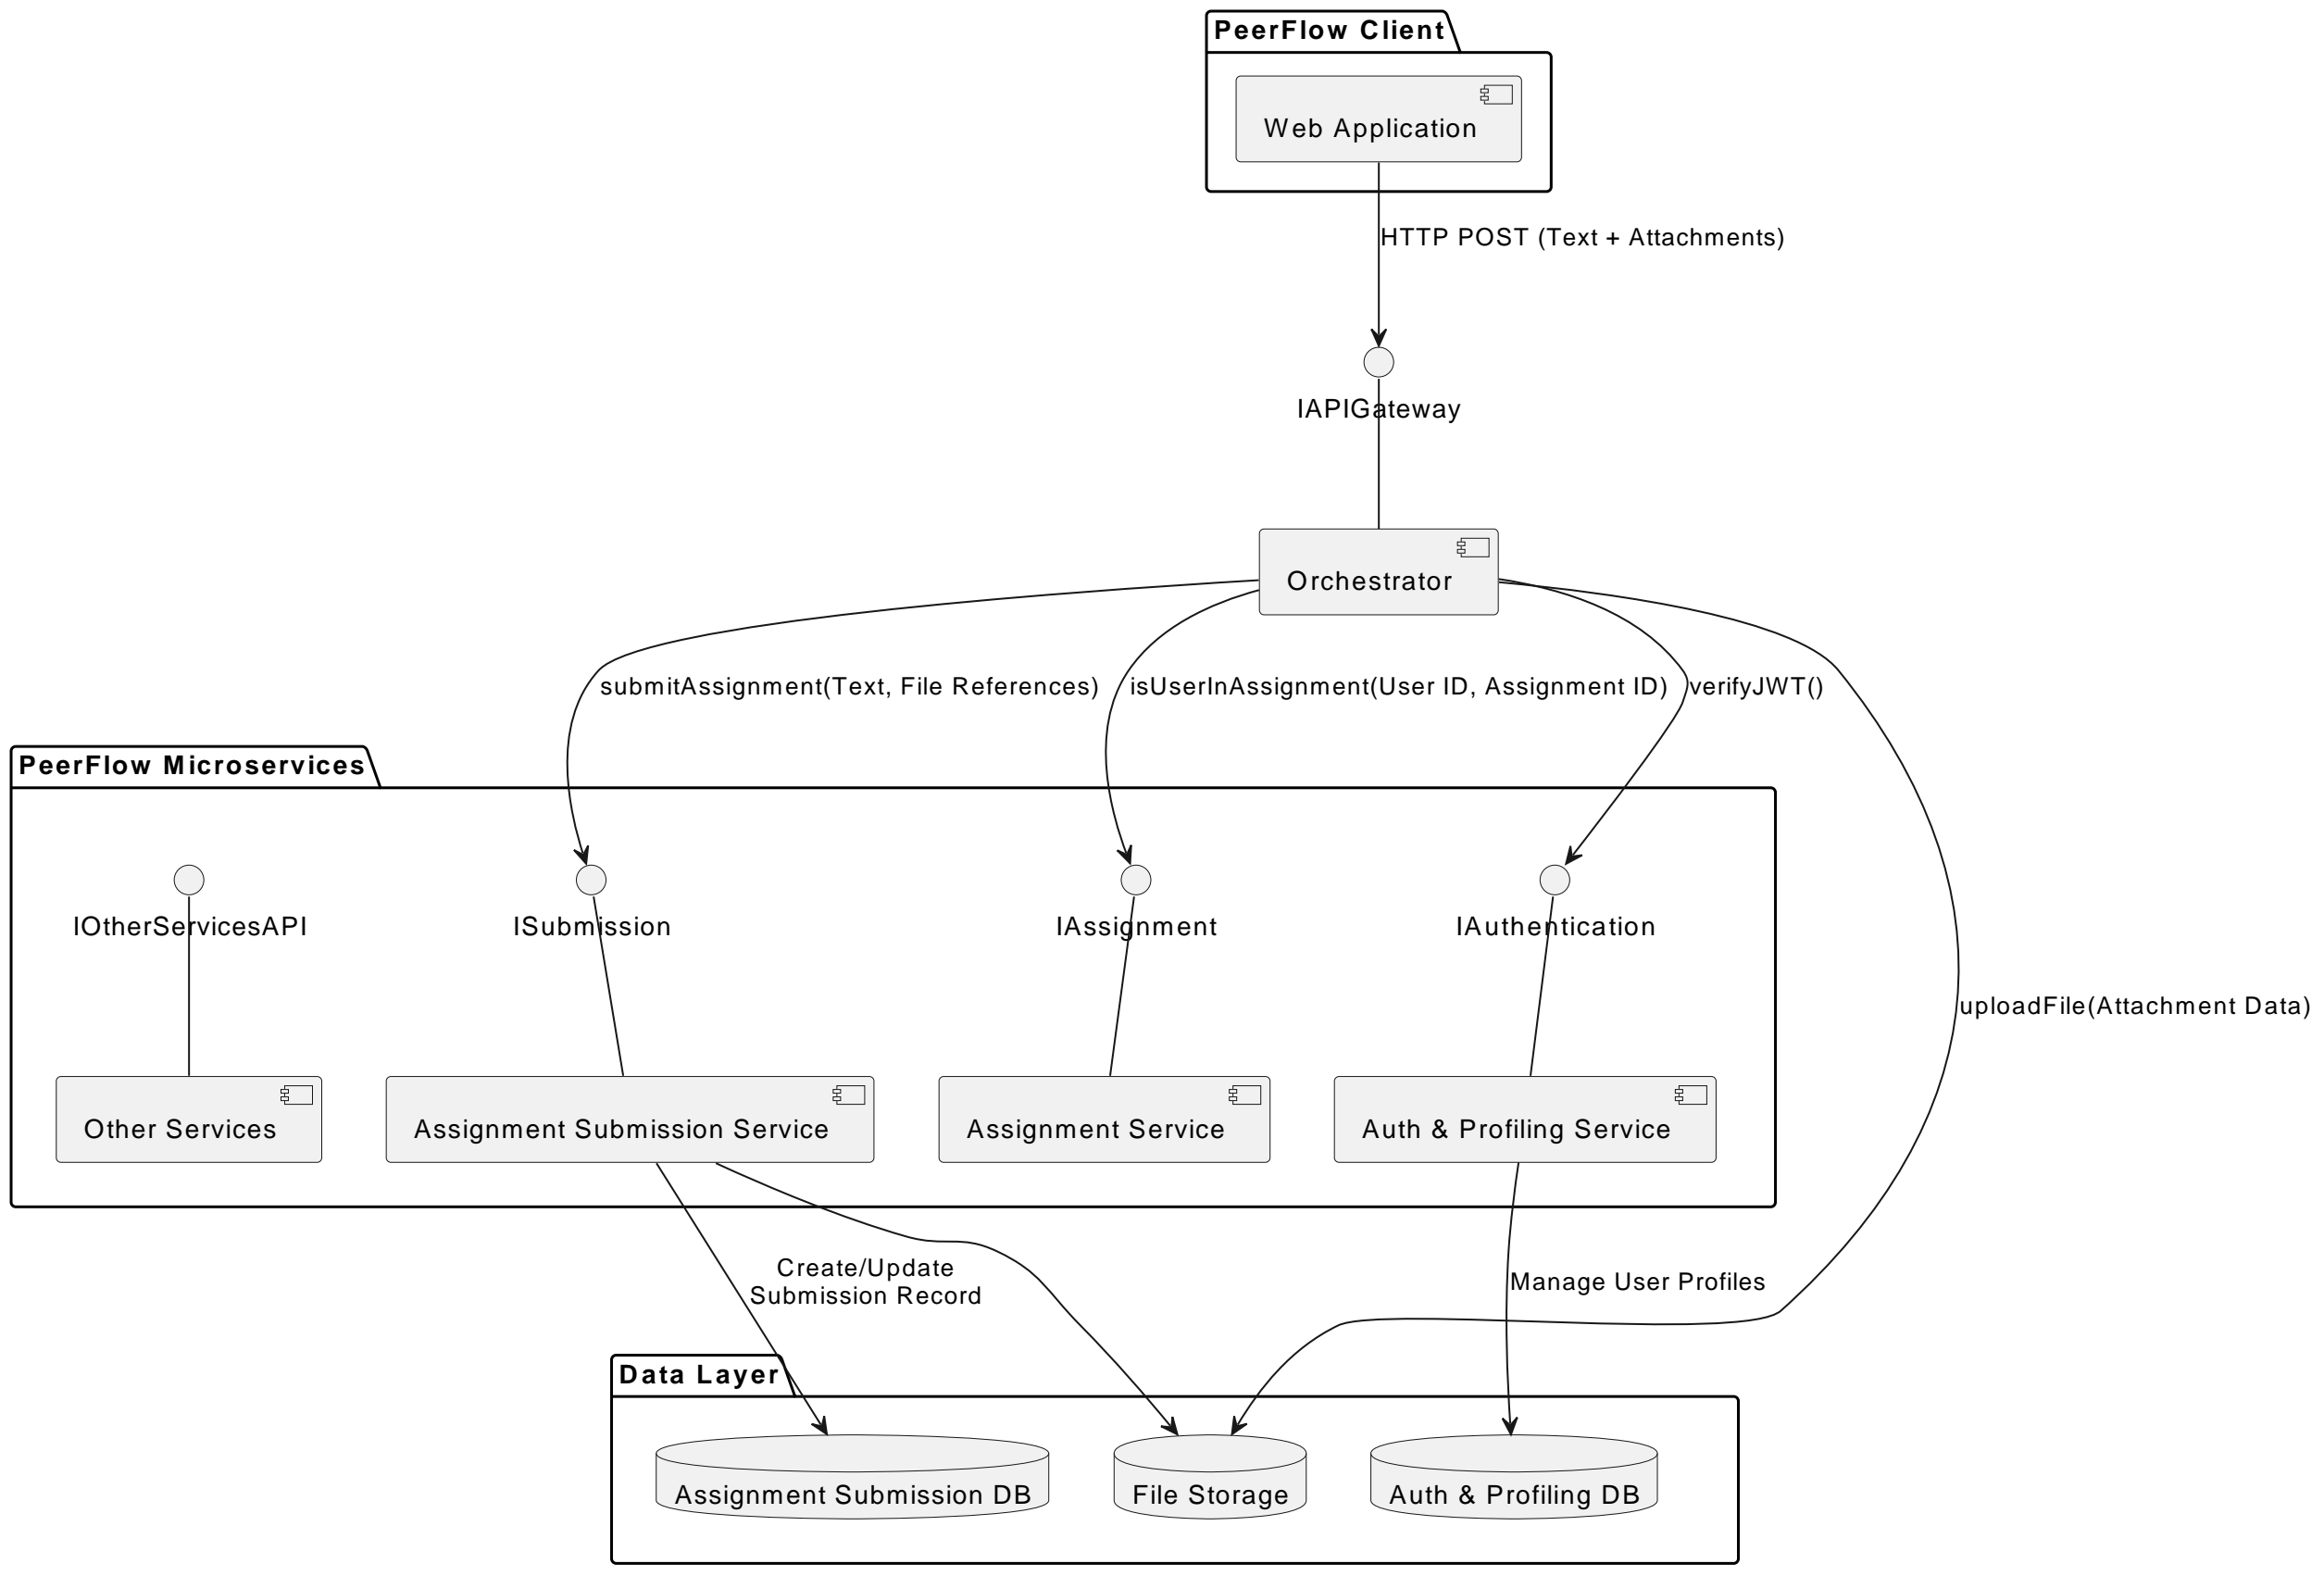 PeerFlow Client
Web Application
HTTP POST (Text + Attachments)
IAPIGateway
Orchestrator
submitAssignment(Text, File References)
isUserInAssignment(User ID, Assignment ID)
verifyJWT()
PeerFlow Microservices
IOtherServicesAPI
ISubmission
IAssignment
IAuthentication
uploadFile(Attachment Data)
Other Services
Assignment Submission Service
Assignment Service
Auth & Profiling Service
Create/Update
Submission Record
Manage User Profiles
Data Layer
Assignment Submission DB
File Storage
Auth & Profiling DB